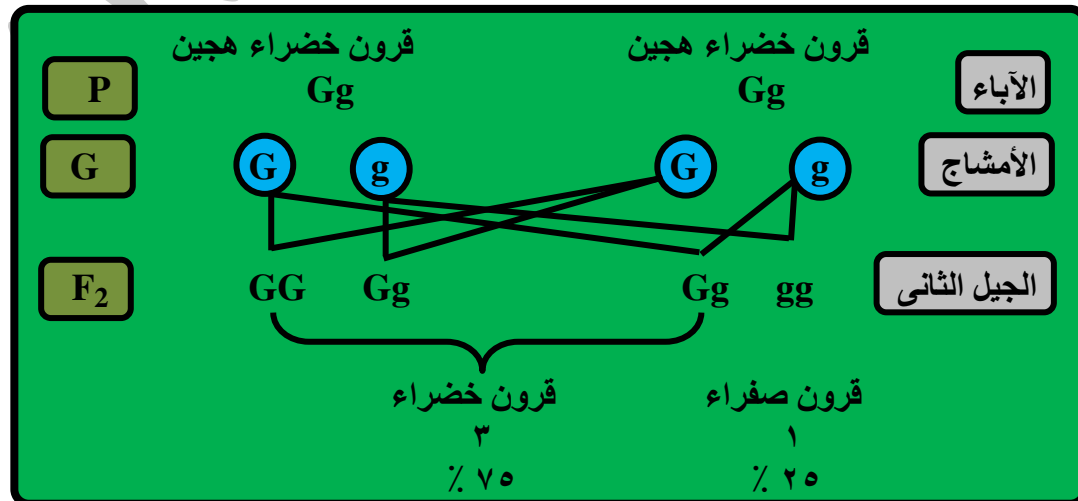 قرون خضراء هجين قرون خضراء هجين
الآباء Gg Gg P
الأمشاج G g G g G
الجيل الثانى GG Gg Gg gg F₂
قرون صفراء قرون خضراء
١ ٣
٢٥ ٪ ٧٥ ٪